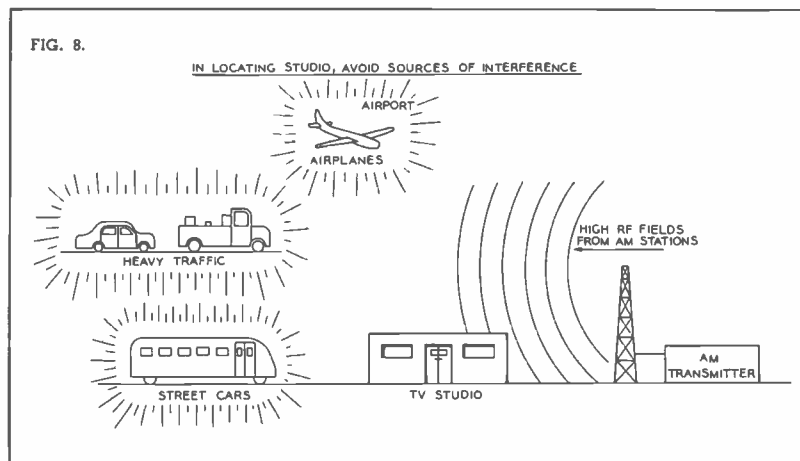 FIG. 8.
IN LOCATING STUDIO, AVOID SOURCES OF INTERFERENCE
AIRPORT
AIRPLANES
HIGH RF FIELDS
FROM AM STATIONS
HEAVY TRAFFIC
AM
TRANSMITTER
STREET CARS
TV STUDIO